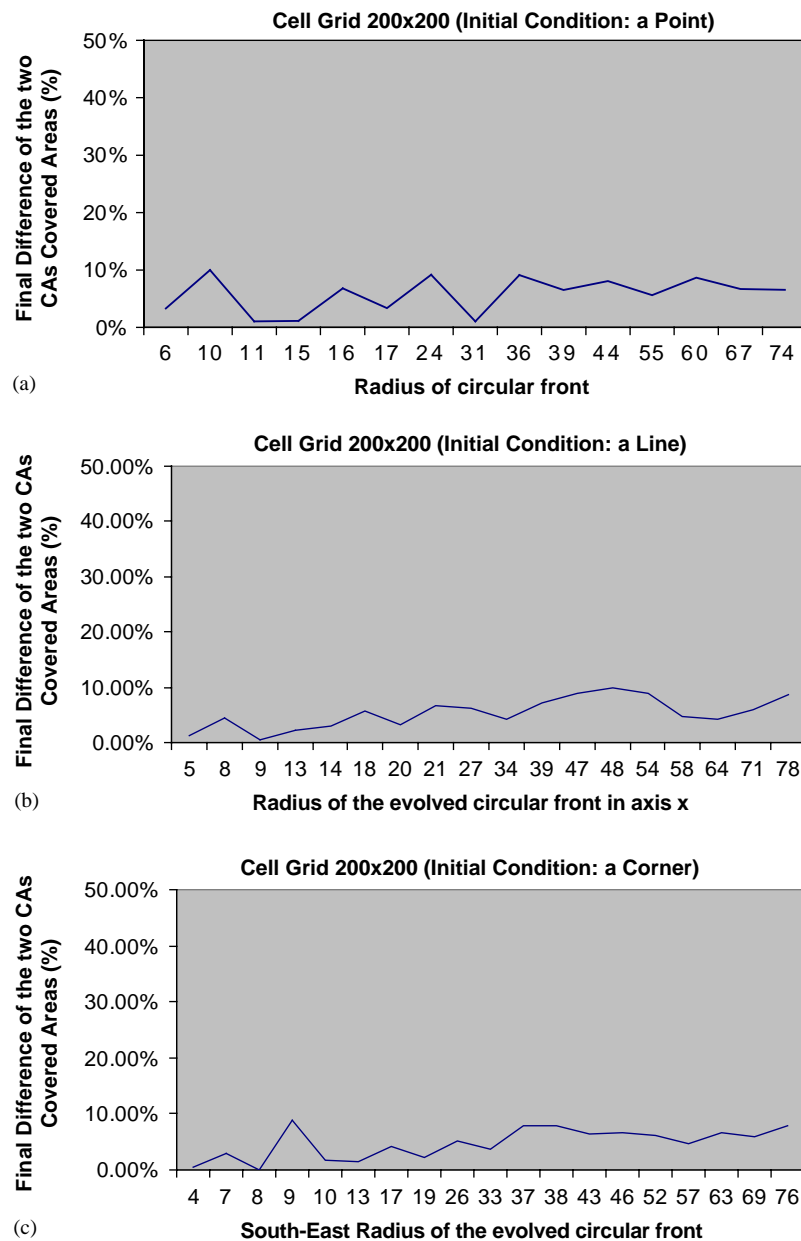 Cell Grid 200x200 (Initial Condition: a Point)
Final Difference of the two
CAs Covered Areas (%)
50%
40%
30%
20%
10%
0%
6 10 11 15 16 17 24 31 36 39 44 55 60 67 74
Radius of circular front
(a)
Cell Grid 200x200 (Initial Condition: a Line)
Final Difference of the two CAs
Covered Areas (%)
50.00%
40.00%
30.00%
20.00%
10.00%
0.00%
5 8 9 13 14 18 20 21 27 34 39 47 48 54 58 64 71 78
Radius of the evolved circular front in axis x
(b)
Cell Grid 200x200 (Initial Condition: a Corner)
Final Difference of the two CAs
Covered Areas (%)
50.00%
40.00%
30.00%
20.00%
10.00%
0.00%
4 7 8 9 10 13 17 19 26 33 37 38 43 46 52 57 63 69 76
South-East Radius of the evolved circular front
(c)